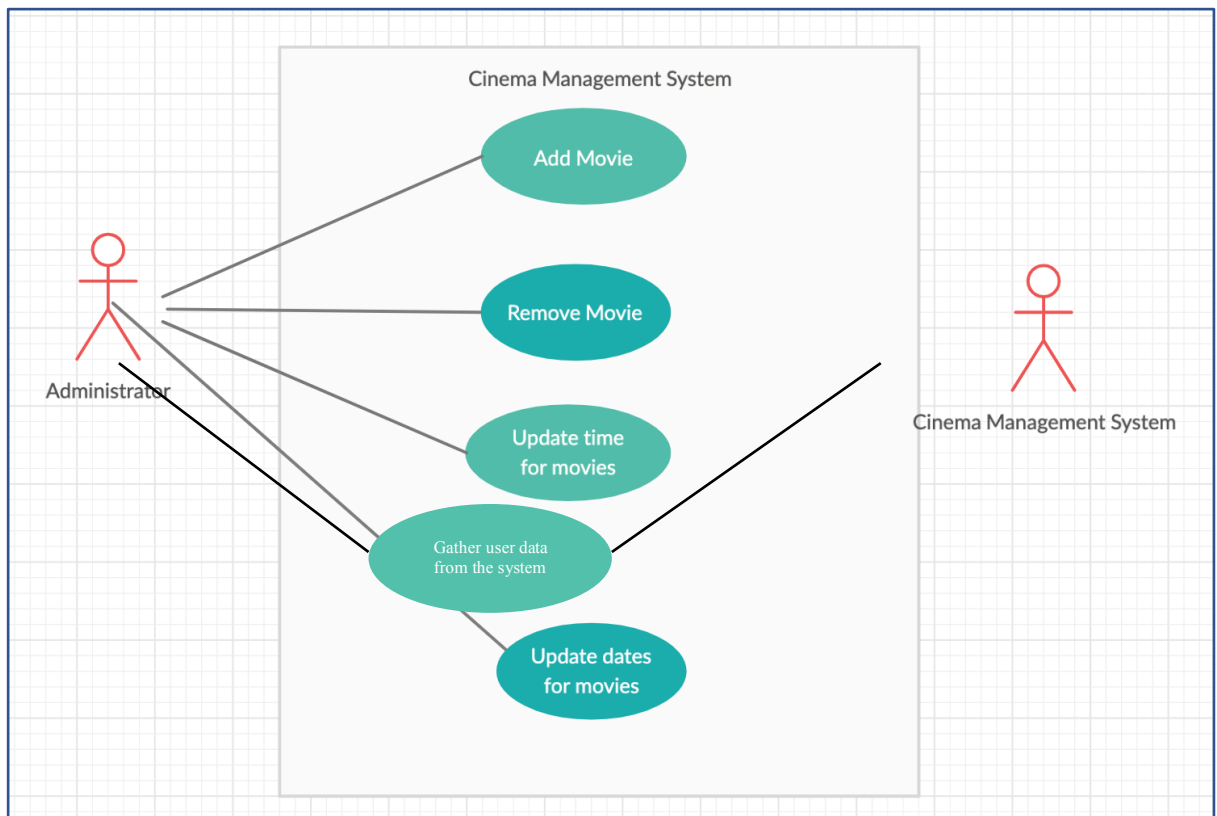 Cinema Management System
Add Movie
Remove Movie
Administrator
Cinema Management System
Update time
for movies
Gather user data
from the system
Update dates
for movies